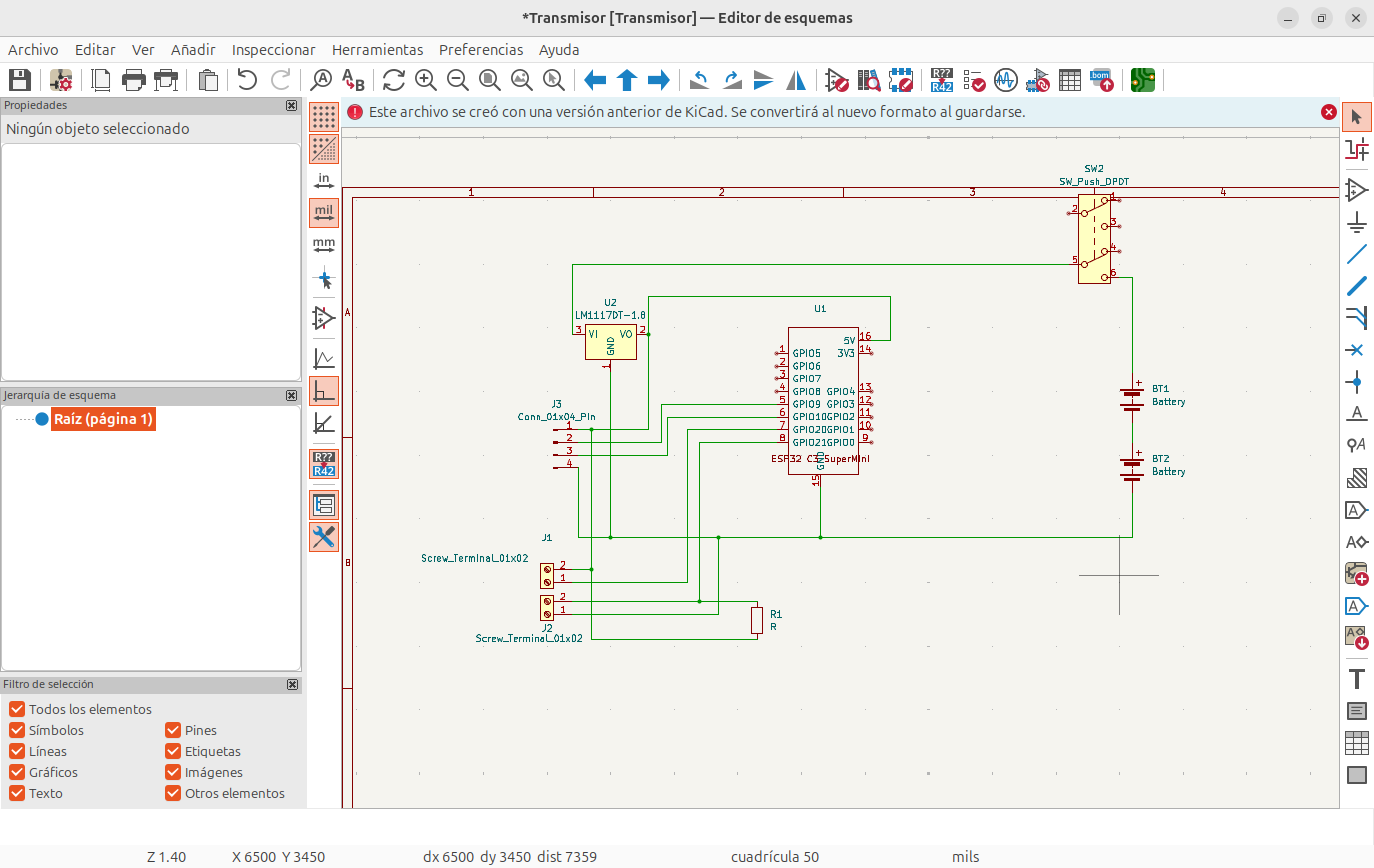 *Transmisor [Transmisor] — Editor de esquemas
Archivo Editar Ver Añadir Inspeccionar Herramientas Preferencias Ayuda
A
A B
R??
R42
bom
Propiedades
Ningún objeto seleccionado
Este archivo se creó con una versión anterior de KiCad. Se convertirá al nuevo formato al guardarse.
in
mil
mm
R??
R42
Jerarquía de esquema
Raíz (página 1)
Filtro de selección
Todos los elementos
Símbolos Pines
Líneas Etiquetas
Gráficos Imágenes
Texto Otros elementos
1 2 3 4
A
B
SW2
SW_Push_DPDT
1
2
3
4
5
6
U2
LM1117DT-1.8
3 VI VO 2
GND
1
U1
5V 16
1 GPIO5 3V3 14
2 GPIO6
3 GPIO7
4 GPIO8 GPIO4 13
5 GPIO9 GPIO3 12
6 GPIO10 GPIO2 11
7 GPIO20 GPIO1 10
8 GPIO21 GPIO0 9
ESP32 C3 SuperMini
GND
15
J3
Conn_01x04_Pin
1
2
3
4
+ BT1
Battery
+ BT2
Battery
J1
Screw_Terminal_01x02
2
1
2
1
J2
Screw_Terminal_01x02
R1
R
A
A
A
A
A
A
T
Z 1.40 X 6500 Y 3450 dx 6500 dy 3450 dist 7359 cuadrícula 50 mils